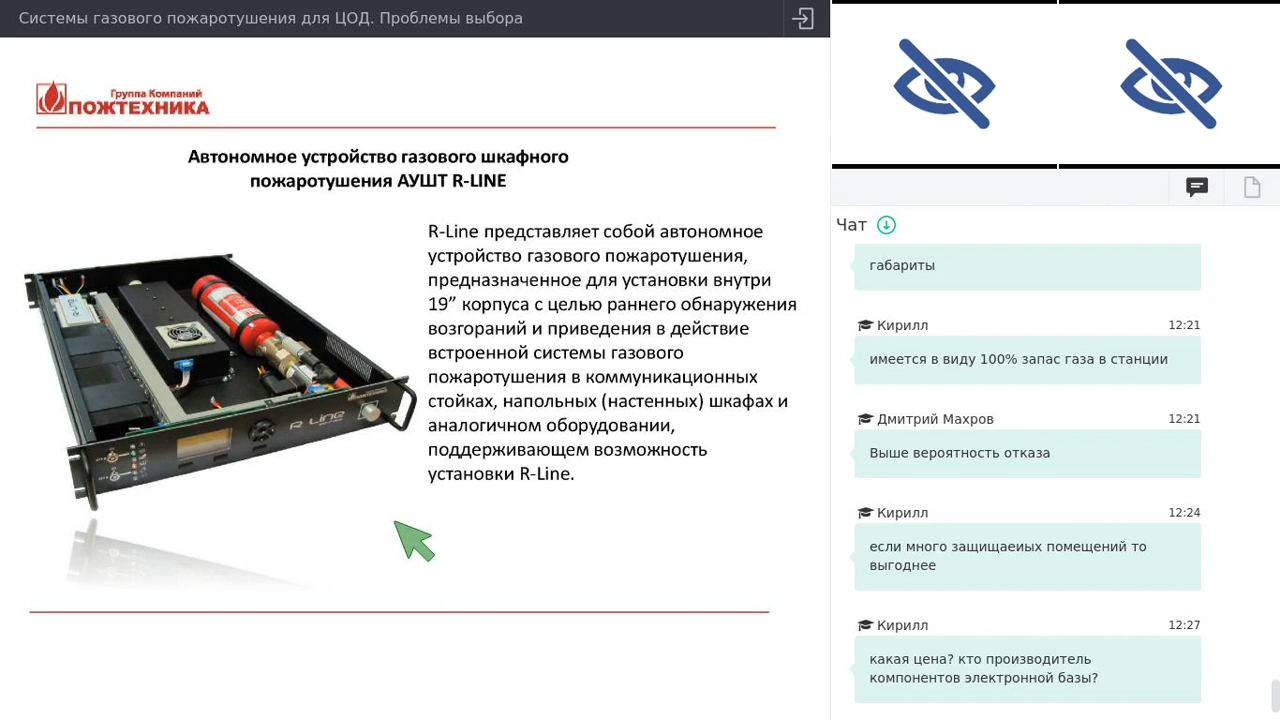 Системы газового пожаротушения для ЦОД. Проблемы выбора
Группа Компаний
ПОЖТЕХНИКА
Автономное устройство газового шкафного
пожаротушения АУШТ R-LINE
R-Line представляет собой автономное
устройство газового пожаротушения,
предназначенное для установки внутри
19” корпуса с целью раннего обнаружения
возгораний и приведения в действие
встроенной системы газового
пожаротушения в коммуникационных
стойках, напольных (настенных) шкафах и
аналогичном оборудовании,
поддерживающем возможность
установки R-Line.
R Line
Чат
габариты
Кирилл 12:21
имеется в виду 100% запас газа в станции
Дмитрий Махров 12:21
Выше вероятность отказа
Кирилл 12:24
если много защищаеиых помещений то
выгоднее
Кирилл 12:27
какая цена? кто производитель
компонентов электронной базы?